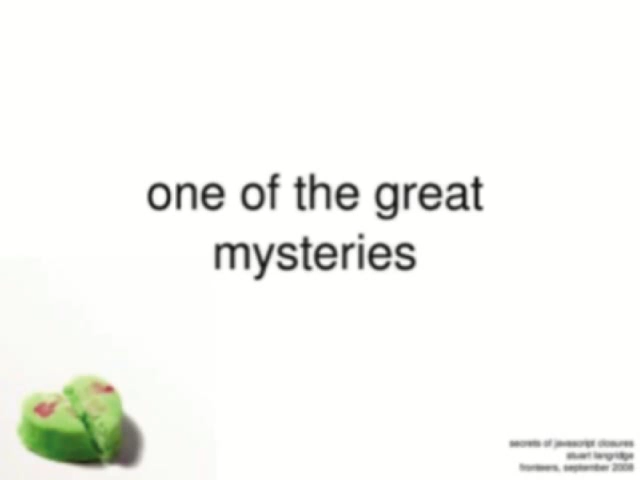 one of the great
mysteries
secrets of javascript closures
stuart langridge
fronteers, september 2008